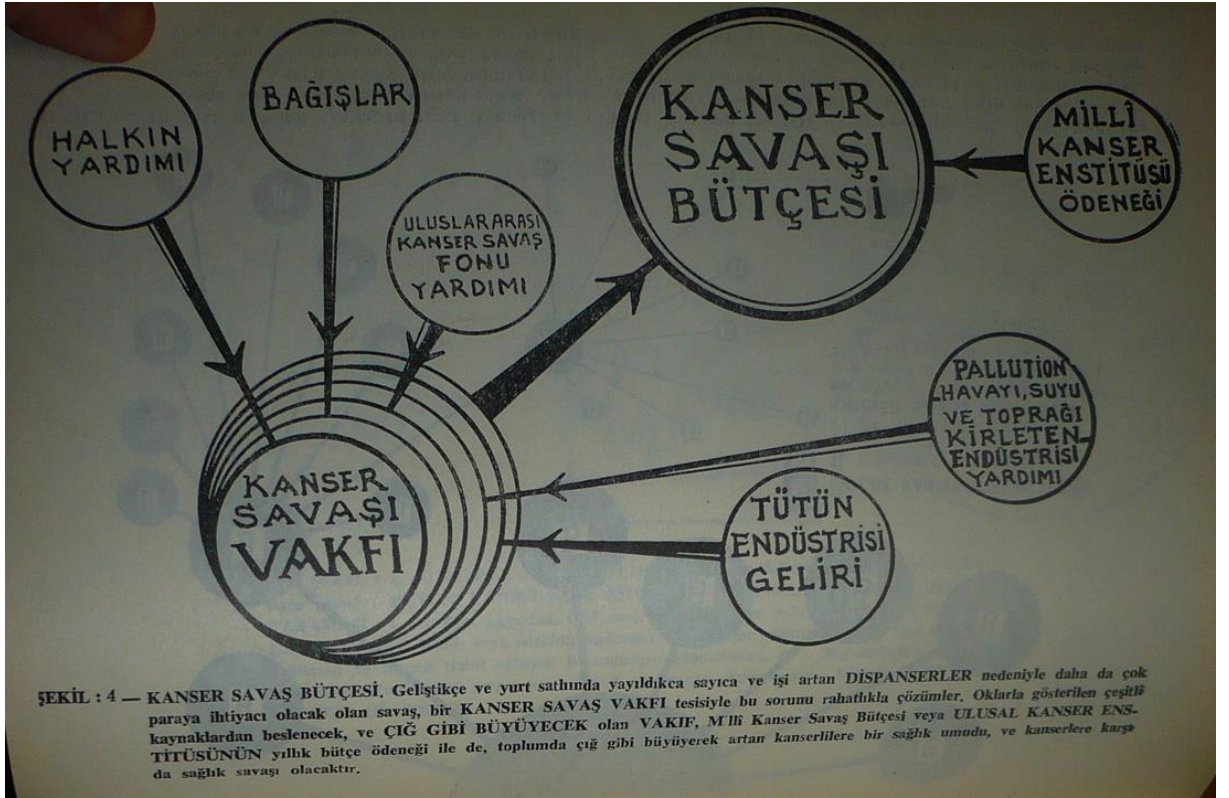 HALKIN
YARDIMI
BAĞIŞLAR
ULUSLARARASI
KANSER SAVAŞ
FONU
YARDIMI
KANSER
SAVAŞI
BÜTÇESİ
MİLLÎ
KANSER
ENSTİTÜSÜ
ÖDENEĞİ
PALLUTİON
HAVAYI, SUYU
VE TOPRAĞI
KİRLETEN
ENDÜSTRİSİ
YARDIMI
KANSER
SAVAŞI
VAKFI
TÜTÜN
ENDÜSTRİSİ
GELİRİ
ŞEKİL : 4 — KANSER SAVAŞ BÜTÇESİ. Geliştikçe ve yurt sathında yayıldıkca sayıca ve işi artan DİSPANSERLER nedeniyle daha da çok
paraya ihtiyacı olacak olan savaş, bir KANSER SAVAŞ VAKFI tesisiyle bu sorunu rahatlıkla çözümler. Oklarla gösterilen çeşitli
kaynaklardan beslenecek, ve ÇIĞ GİBİ BÜYÜYECEK olan VAKIF, M'llî Kanser Savaş Bütçesi veya ULUSAL KANSER ENS-
TİTÜSÜNÜN yıllık bütçe ödeneği ile de, toplumda çığ gibi büyüyerek artan kanserlilere bir sağlık umudu, ve kanserlere karşı
da sağlık savaşı olacaktır.